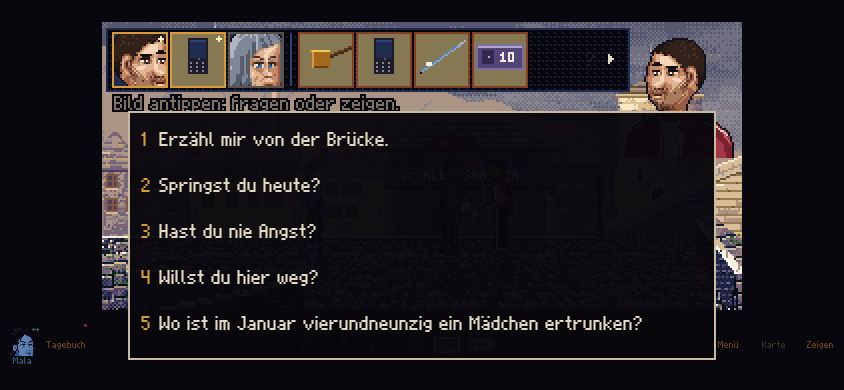 10
Bild antippen: Fragen oder zeigen.
1 Erzähl mir von der Brücke.
2 Springst du heute?
3 Hast du nie Angst?
4 Willst du hier weg?
5 Wo ist im Januar vierundneunzig ein Mädchen ertrunken?
Mala
Tagebuch
Menü
Karte
Zeigen